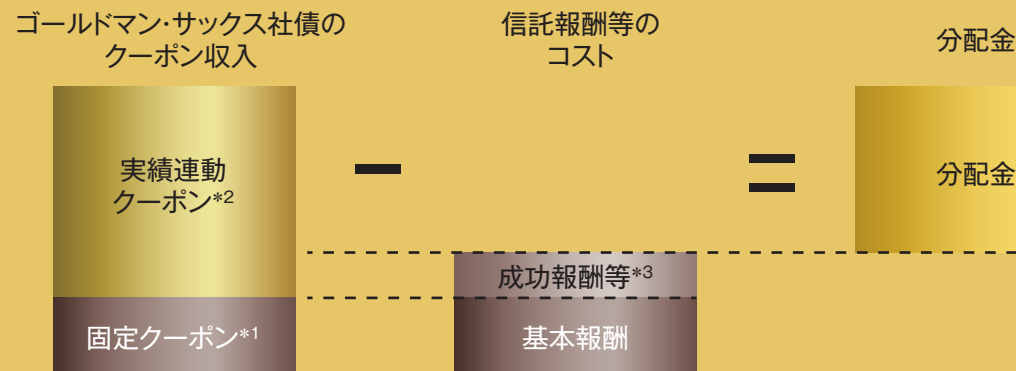 ゴールドマン・サックス社債の
クーポン収入
信託報酬等の
コスト
分配金
実績連動
クーポン*2
固定クーポン*1
－
成功報酬等*3
基本報酬
＝
分配金